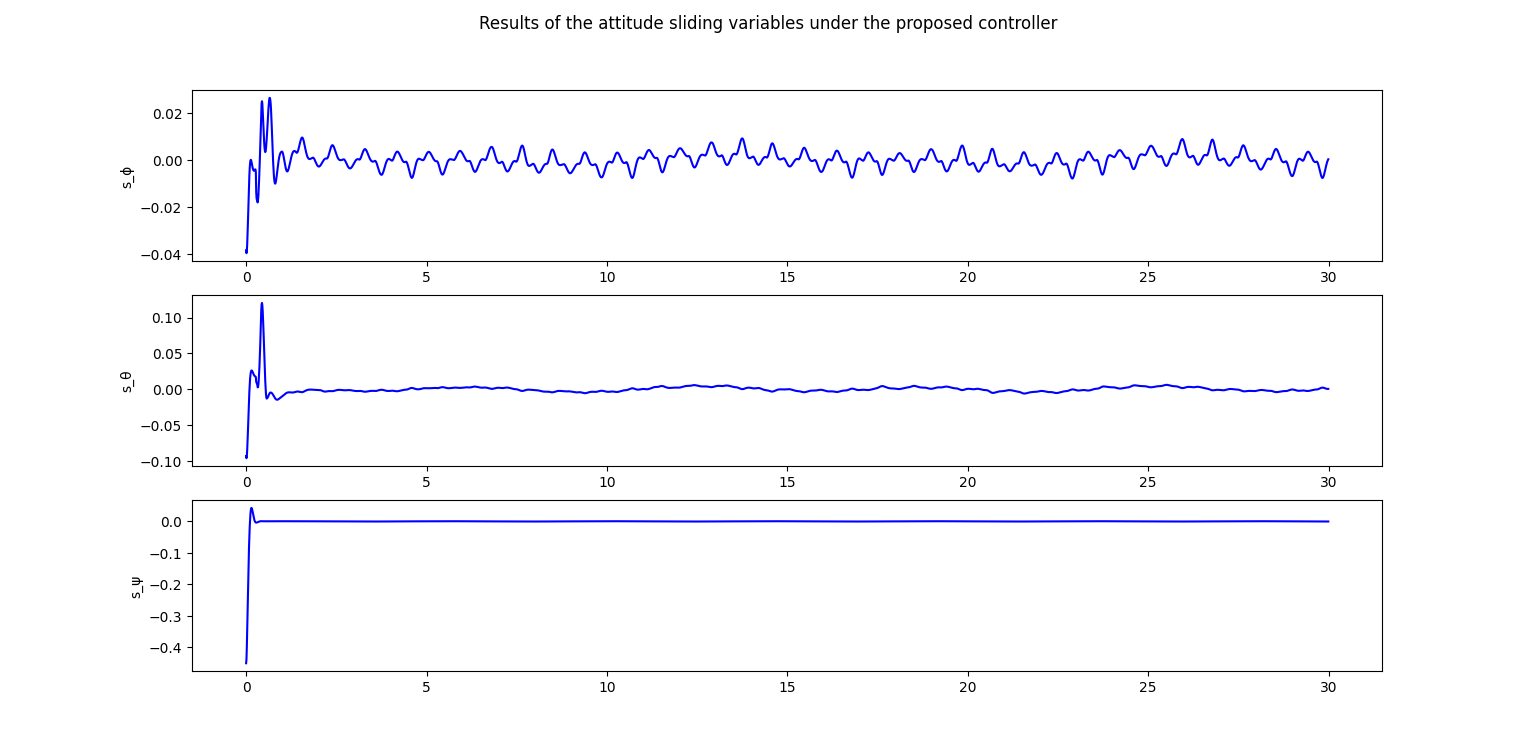 Results of the attitude sliding variables under the proposed controller
s_ϕ
0.02
0.00
−0.02
−0.04
0 5 10 15 20 25 30
s_θ
0.10
0.05
0.00
−0.05
−0.10
0 5 10 15 20 25 30
s_ψ
0.0
−0.1
−0.2
−0.3
−0.4
0 5 10 15 20 25 30